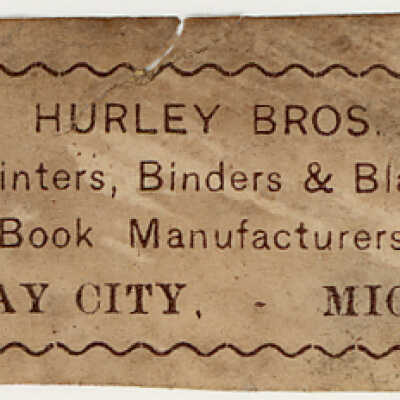 HURLEY BROS.
inters, Binders & Bla
Book Manufacturers
AY CITY, - MIC